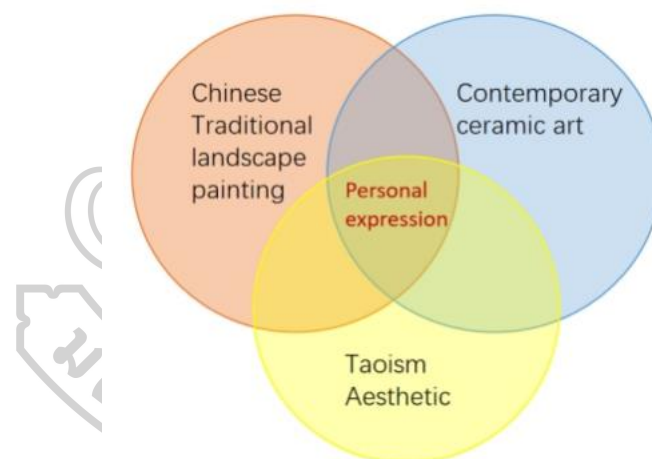 Chinese
Traditional
landscape
painting
Contemporary
ceramic art
Personal
expression
Taoism
Aesthetic